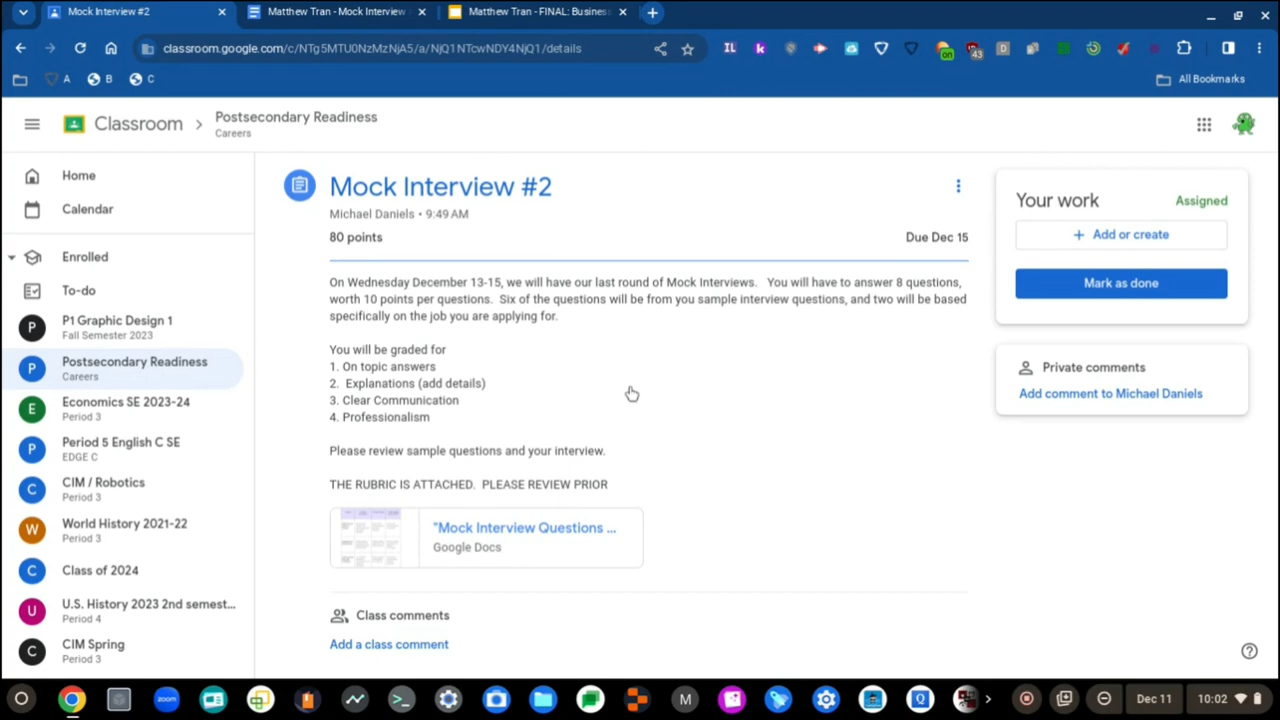 Mock Interview #2
Matthew Tran - Mock Interview
Matthew Tran - FINAL: Busines
classroom.google.com/c/NTg5MTU0NzMzNjA5/a/NjQ1NTcwNDY4NjQ1/details
IL
k
on
43
D
A
B
C
All Bookmarks
Classroom
Postsecondary Readiness
Careers
Home
Calendar
Enrolled
To-do
P
P1 Graphic Design 1
Fall Semester 2023
P
Postsecondary Readiness
Careers
E
Economics SE 2023-24
Period 3
P
Period 5 English C SE
EDGE C
C
CIM / Robotics
Period 3
W
World History 2021-22
Period 3
C
Class of 2024
U
U.S. History 2023 2nd semest...
Period 4
C
CIM Spring
Period 3
Mock Interview #2
Michael Daniels • 9:49 AM
80 points
Due Dec 15
On Wednesday December 13-15, we will have our last round of Mock Interviews. You will have to answer 8 questions,
worth 10 points per questions. Six of the questions will be from you sample interview questions, and two will be based
specifically on the job you are applying for.
You will be graded for
1. On topic answers
2. Explanations (add details)
3. Clear Communication
4. Professionalism
Please review sample questions and your interview.
THE RUBRIC IS ATTACHED. PLEASE REVIEW PRIOR
"Mock Interview Questions ...
Google Docs
Class comments
Add a class comment
Your work
Assigned
+ Add or create
Mark as done
Private comments
Add comment to Michael Daniels
zoom
M
Q
Dec 11
10:02